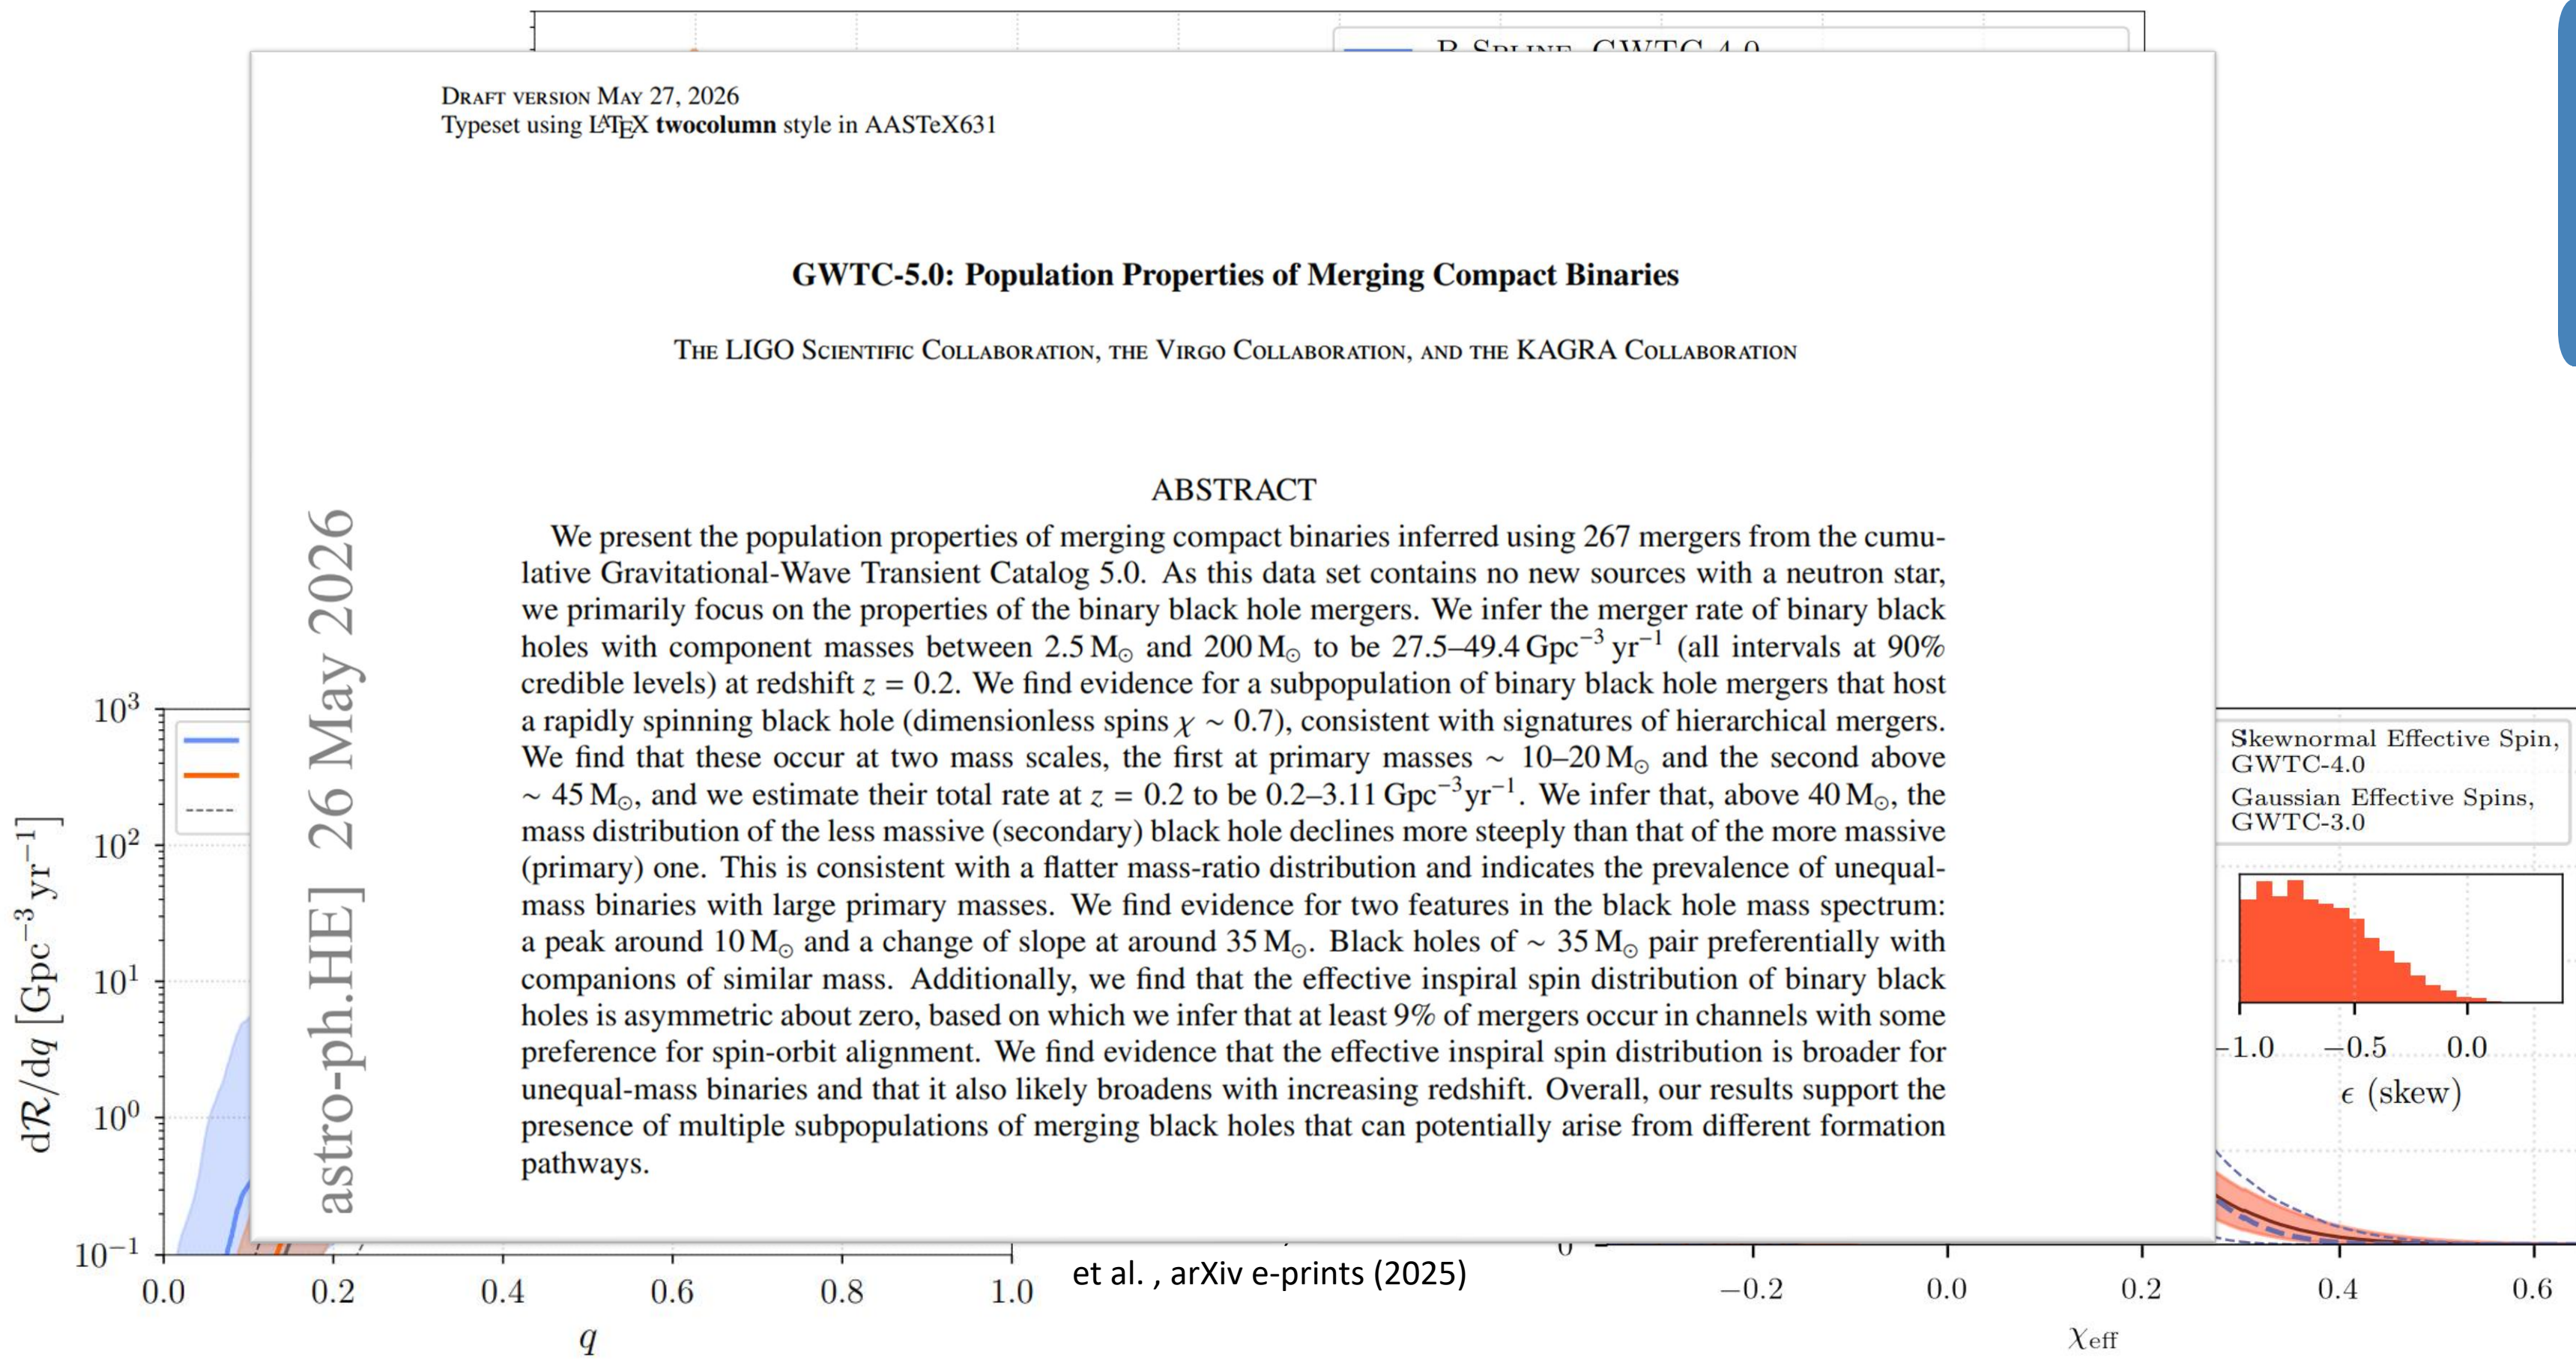 B-Spline, GWTC-4.0
Draft version May 27, 2026
Typeset using LATEX twocolumn style in AASTeX631
GWTC-5.0: Population Properties of Merging Compact Binaries
The LIGO Scientific Collaboration, the Virgo Collaboration, and the KAGRA Collaboration
ABSTRACT
We present the population properties of merging compact binaries inferred using 267 mergers from the cumu-
lative Gravitational-Wave Transient Catalog 5.0. As this data set contains no new sources with a neutron star,
we primarily focus on the properties of the binary black hole mergers. We infer the merger rate of binary black
holes with component masses between 2.5 M⊙ and 200 M⊙ to be 27.5–49.4 Gpc⁻³ yr⁻¹ (all intervals at 90%
credible levels) at redshift z = 0.2. We find evidence for a subpopulation of binary black hole mergers that host
a rapidly spinning black hole (dimensionless spins χ ∼ 0.7), consistent with signatures of hierarchical mergers.
We find that these occur at two mass scales, the first at primary masses ∼ 10–20 M⊙ and the second above
∼ 45 M⊙, and we estimate their total rate at z = 0.2 to be 0.2–3.11 Gpc⁻³yr⁻¹. We infer that, above 40 M⊙, the
mass distribution of the less massive (secondary) black hole declines more steeply than that of the more massive
(primary) one. This is consistent with a flatter mass-ratio distribution and indicates the prevalence of unequal-
mass binaries with large primary masses. We find evidence for two features in the black hole mass spectrum:
a peak around 10 M⊙ and a change of slope at around 35 M⊙. Black holes of ∼ 35 M⊙ pair preferentially with
companions of similar mass. Additionally, we find that the effective inspiral spin distribution of binary black
holes is asymmetric about zero, based on which we infer that at least 9% of mergers occur in channels with some
preference for spin-orbit alignment. We find evidence that the effective inspiral spin distribution is broader for
unequal-mass binaries and that it also likely broadens with increasing redshift. Overall, our results support the
presence of multiple subpopulations of merging black holes that can potentially arise from different formation
pathways.
astro-ph.HE] 26 May 2026
dR/dq [Gpc⁻³ yr⁻¹]
10³
10²
10¹
10⁰
10⁻¹
0.0 0.2 0.4 0.6 0.8 1.0
q
et al. , arXiv e-prints (2025)
Skewnormal Effective Spin,
GWTC-4.0
Gaussian Effective Spins,
GWTC-3.0
−1.0 −0.5 0.0
ϵ (skew)
0
−0.2 0.0 0.2 0.4 0.6
χeff